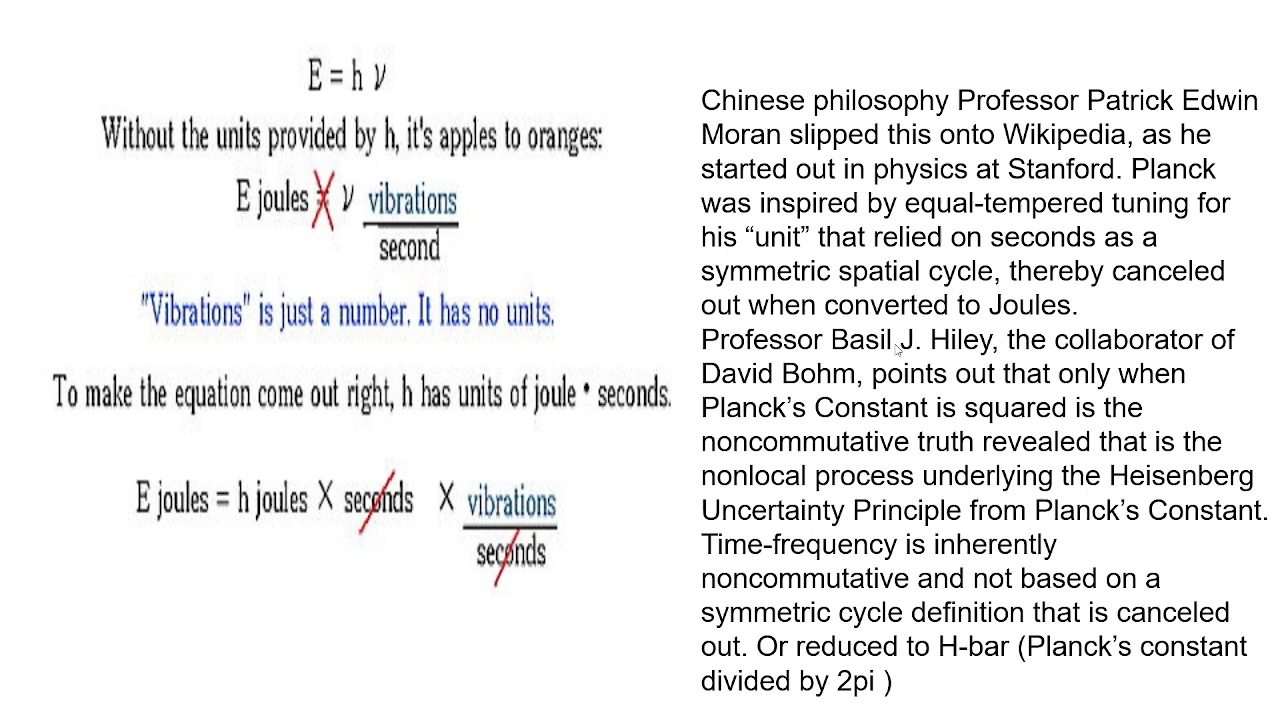 E = h ν
Without the units provided by h, it's apples to oranges:
E joules = ν vibrations
second
"Vibrations" is just a number. It has no units.
To make the equation come out right, h has units of joule • seconds.
E joules = h joules X seconds X vibrations
seconds
Chinese philosophy Professor Patrick Edwin
Moran slipped this onto Wikipedia, as he
started out in physics at Stanford. Planck
was inspired by equal-tempered tuning for
his “unit” that relied on seconds as a
symmetric spatial cycle, thereby canceled
out when converted to Joules.
Professor Basil J. Hiley, the collaborator of
David Bohm, points out that only when
Planck’s Constant is squared is the
noncommutative truth revealed that is the
nonlocal process underlying the Heisenberg
Uncertainty Principle from Planck’s Constant.
Time-frequency is inherently
noncommutative and not based on a
symmetric cycle definition that is canceled
out. Or reduced to H-bar (Planck’s constant
divided by 2pi )